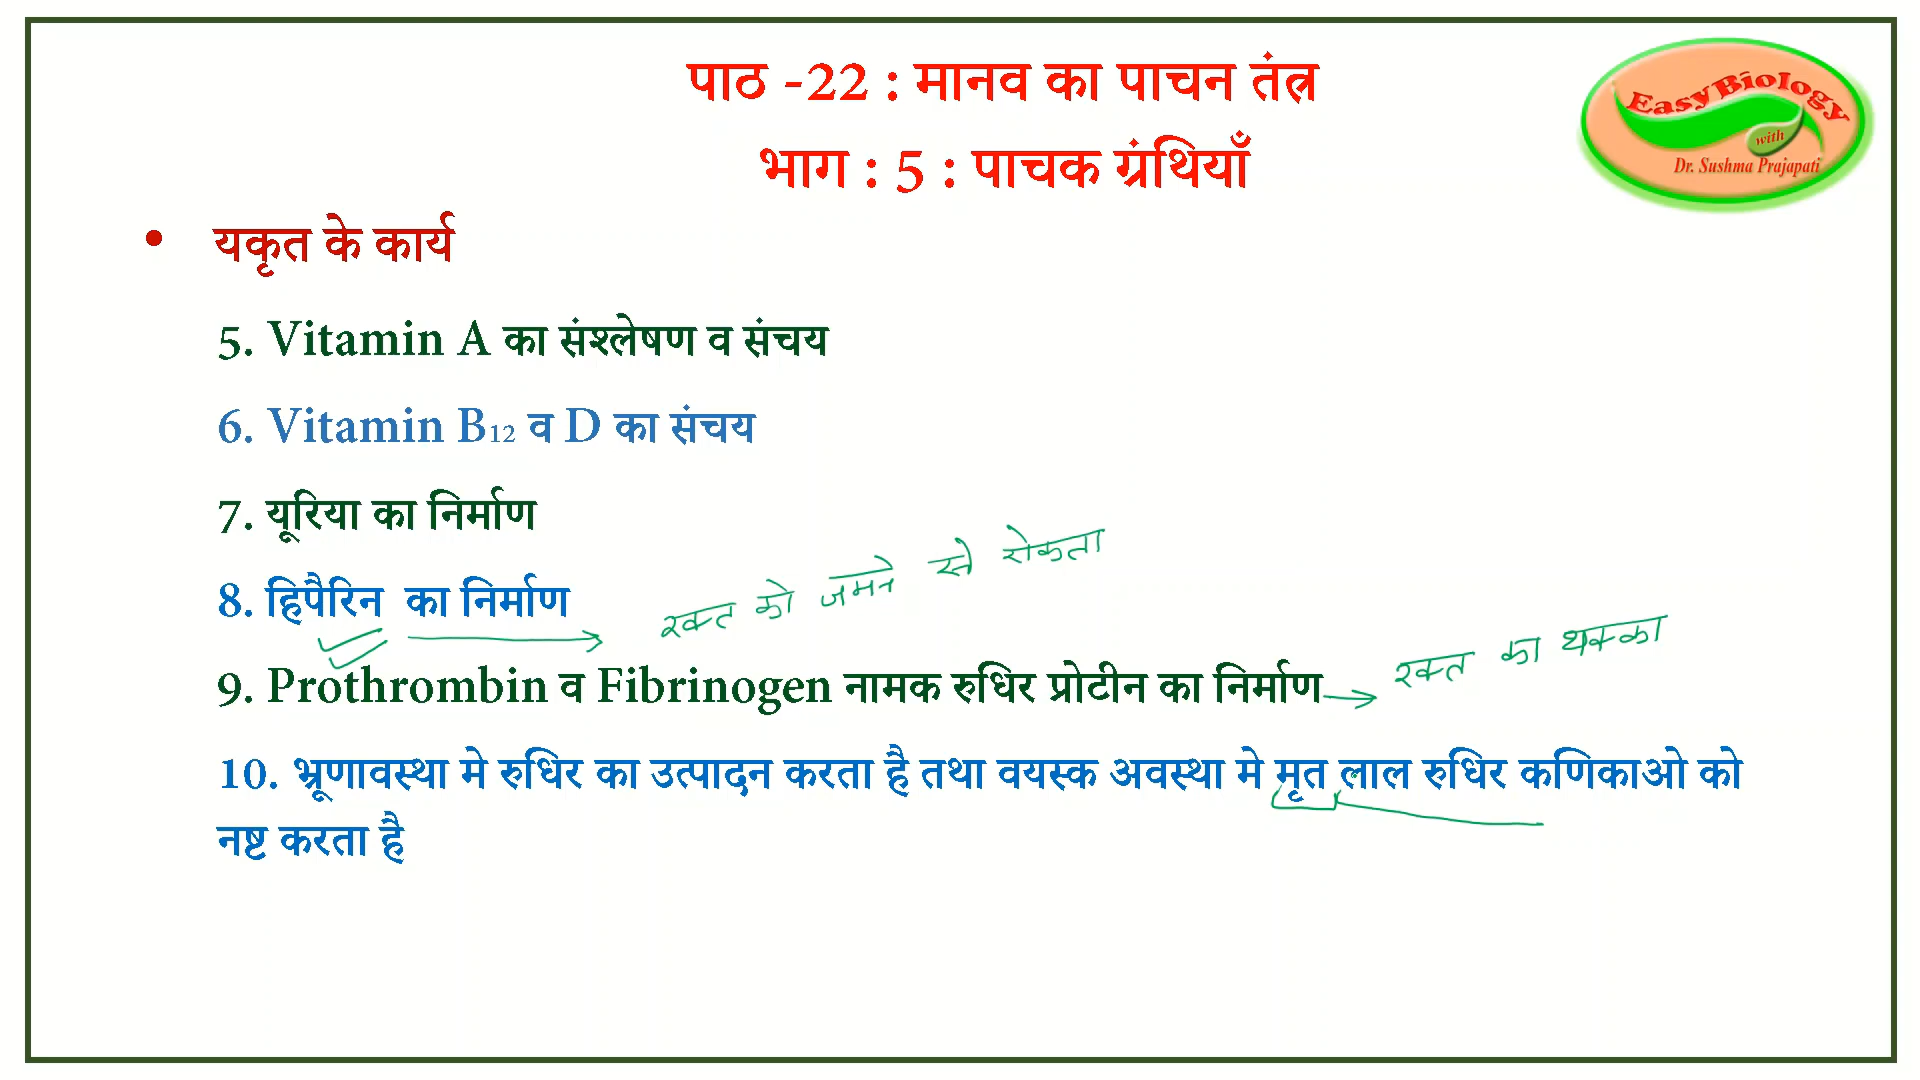 पाठ -22 : मानव का पाचन तंत्र
भाग : 5 : पाचक ग्रंथियाँ
EasyBiology
with
Dr. Sushma Prajapati
• यकृत के कार्य
5. Vitamin A का संश्लेषण व संचय
6. Vitamin B₁₂ व D का संचय
7. यूरिया का निर्माण
8. हिपैरिन का निर्माण → रक्त को जमने से रोकता
9. Prothrombin व Fibrinogen नामक रुधिर प्रोटीन का निर्माण → रक्त का थक्का
10. भ्रूणावस्था मे रुधिर का उत्पादन करता है तथा वयस्क अवस्था मे मृत लाल रुधिर कणिकाओ को
नष्ट करता है